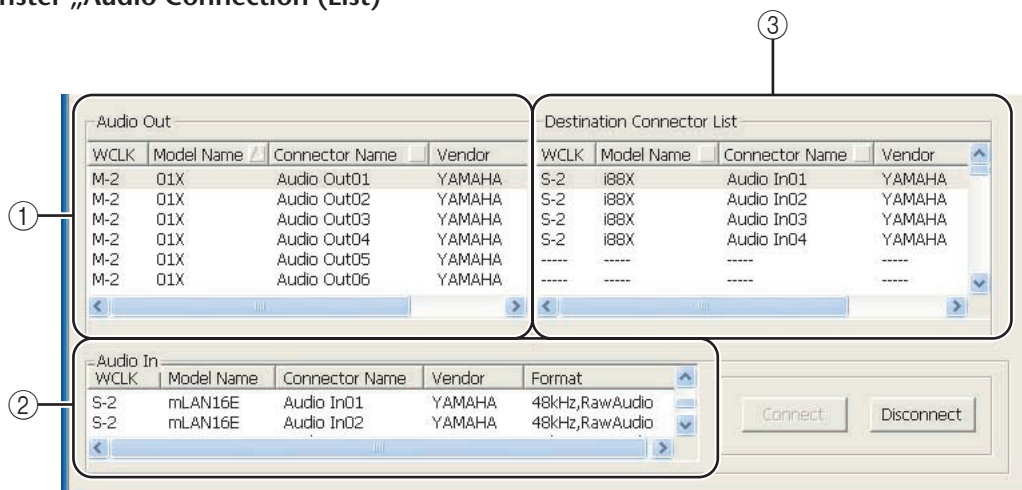 „Audio Connection (List)
③
Audio Out
WCLK Model Name Connector Name Vendor
M-2 01X Audio Out01 YAMAHA
M-2 01X Audio Out02 YAMAHA
M-2 01X Audio Out03 YAMAHA
M-2 01X Audio Out04 YAMAHA
M-2 01X Audio Out05 YAMAHA
M-2 01X Audio Out06 YAMAHA
①
Destination Connector List
WCLK Model Name Connector Name Vendor
S-2 i88X Audio In01 YAMAHA
S-2 i88X Audio In02 YAMAHA
S-2 i88X Audio In03 YAMAHA
S-2 i88X Audio In04 YAMAHA
----- ----- ----- -----
----- ----- ----- -----
Audio In
WCLK Model Name Connector Name Vendor Format
S-2 mLAN16E Audio In01 YAMAHA 48kHz,RawAudio
S-2 mLAN16E Audio In02 YAMAHA 48kHz,RawAudio
②
Connect
Disconnect